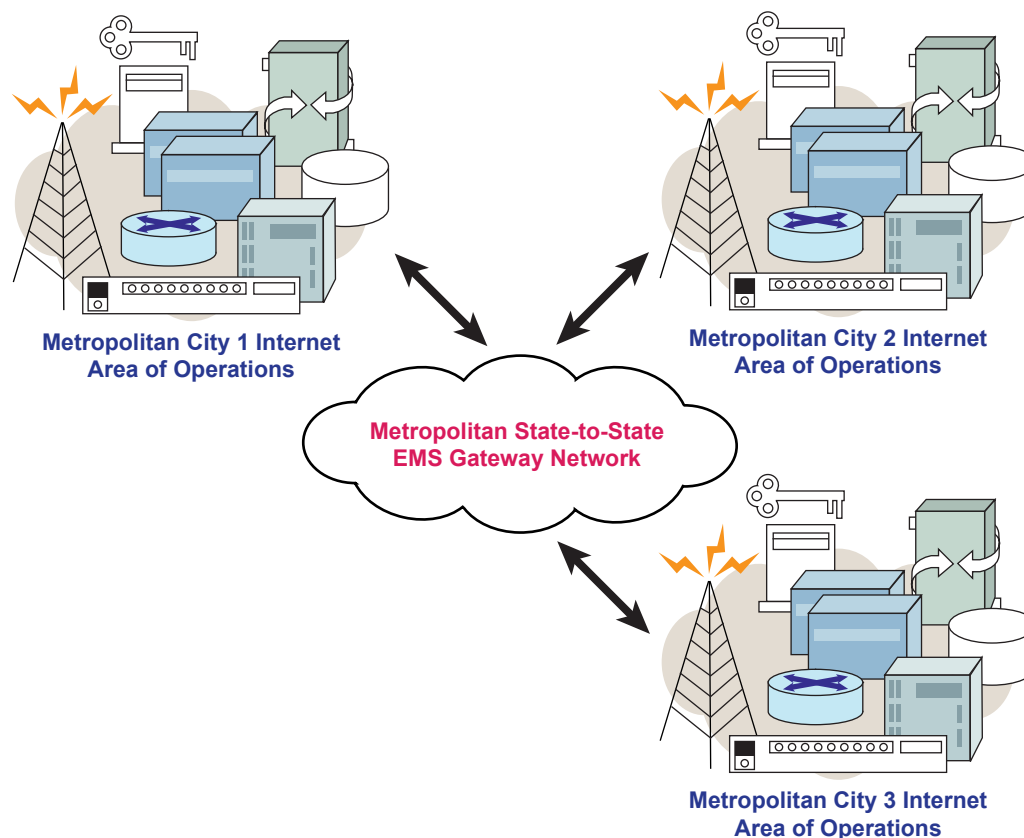 Metropolitan City 1 Internet
Area of Operations
Metropolitan City 2 Internet
Area of Operations
Metropolitan State-to-State
EMS Gateway Network
Metropolitan City 3 Internet
Area of Operations